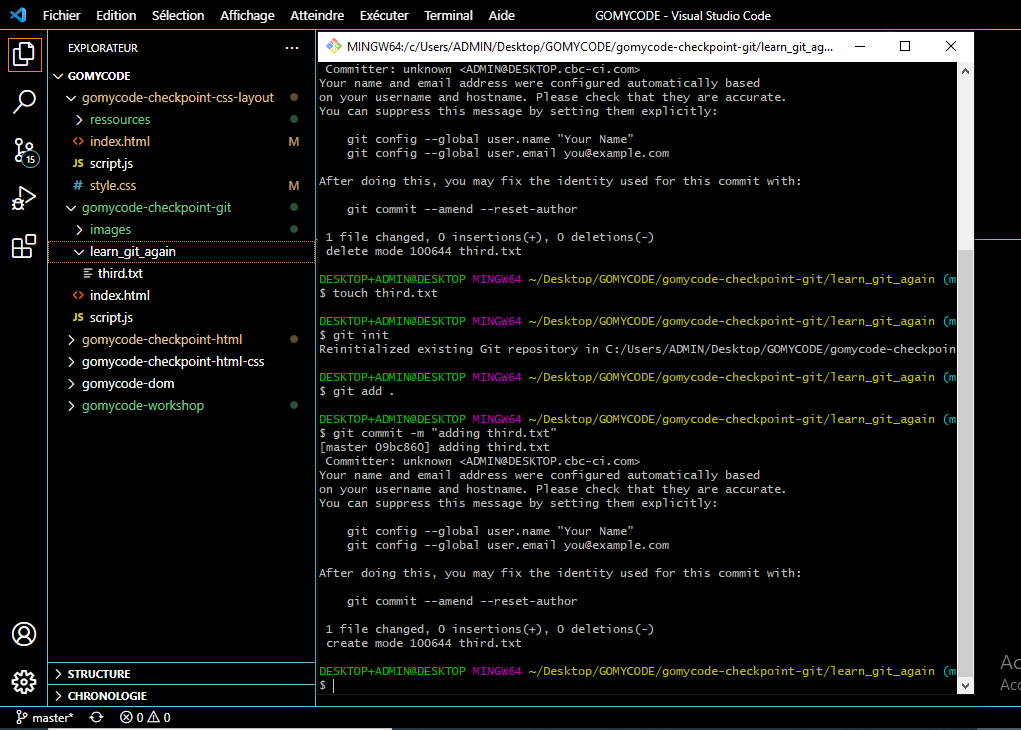 Fichier Edition Sélection Affichage Atteindre Exécuter Terminal Aide GOMYCODE - Visual Studio Code
EXPLORATEUR ...
GOMYCODE
gomycode-checkpoint-css-layout
ressources
<> index.html M
JS script.js
# style.css M
gomycode-checkpoint-git
images
learn_git_again
third.txt
<> index.html
JS script.js
gomycode-checkpoint-html
gomycode-checkpoint-html-css
gomycode-dom
gomycode-workshop
15
STRUCTURE
CHRONOLOGIE
master* 0 0
MINGW64:/c/Users/ADMIN/Desktop/GOMYCODE/gomycode-checkpoint-git/learn_git_ag...
Committer: unknown <ADMIN@DESKTOP.cbc-ci.com>
Your name and email address were configured automatically based
on your username and hostname. Please check that they are accurate.
You can suppress this message by setting them explicitly:
git config --global user.name "Your Name"
git config --global user.email you@example.com
After doing this, you may fix the identity used for this commit with:
git commit --amend --reset-author
1 file changed, 0 insertions(+), 0 deletions(-)
delete mode 100644 third.txt
DESKTOP+ADMIN@DESKTOP MINGW64 ~/Desktop/GOMYCODE/gomycode-checkpoint-git/learn_git_again (m
$ touch third.txt
DESKTOP+ADMIN@DESKTOP MINGW64 ~/Desktop/GOMYCODE/gomycode-checkpoint-git/learn_git_again (m
$ git init
Reinitialized existing Git repository in C:/Users/ADMIN/Desktop/GOMYCODE/gomycode-checkpoin
DESKTOP+ADMIN@DESKTOP MINGW64 ~/Desktop/GOMYCODE/gomycode-checkpoint-git/learn_git_again (m
$ git add .
DESKTOP+ADMIN@DESKTOP MINGW64 ~/Desktop/GOMYCODE/gomycode-checkpoint-git/learn_git_again (m
$ git commit -m "adding third.txt"
[master 09bc860] adding third.txt
Committer: unknown <ADMIN@DESKTOP.cbc-ci.com>
Your name and email address were configured automatically based
on your username and hostname. Please check that they are accurate.
You can suppress this message by setting them explicitly:
git config --global user.name "Your Name"
git config --global user.email you@example.com
After doing this, you may fix the identity used for this commit with:
git commit --amend --reset-author
1 file changed, 0 insertions(+), 0 deletions(-)
create mode 100644 third.txt
DESKTOP+ADMIN@DESKTOP MINGW64 ~/Desktop/GOMYCODE/gomycode-checkpoint-git/learn_git_again (m
$